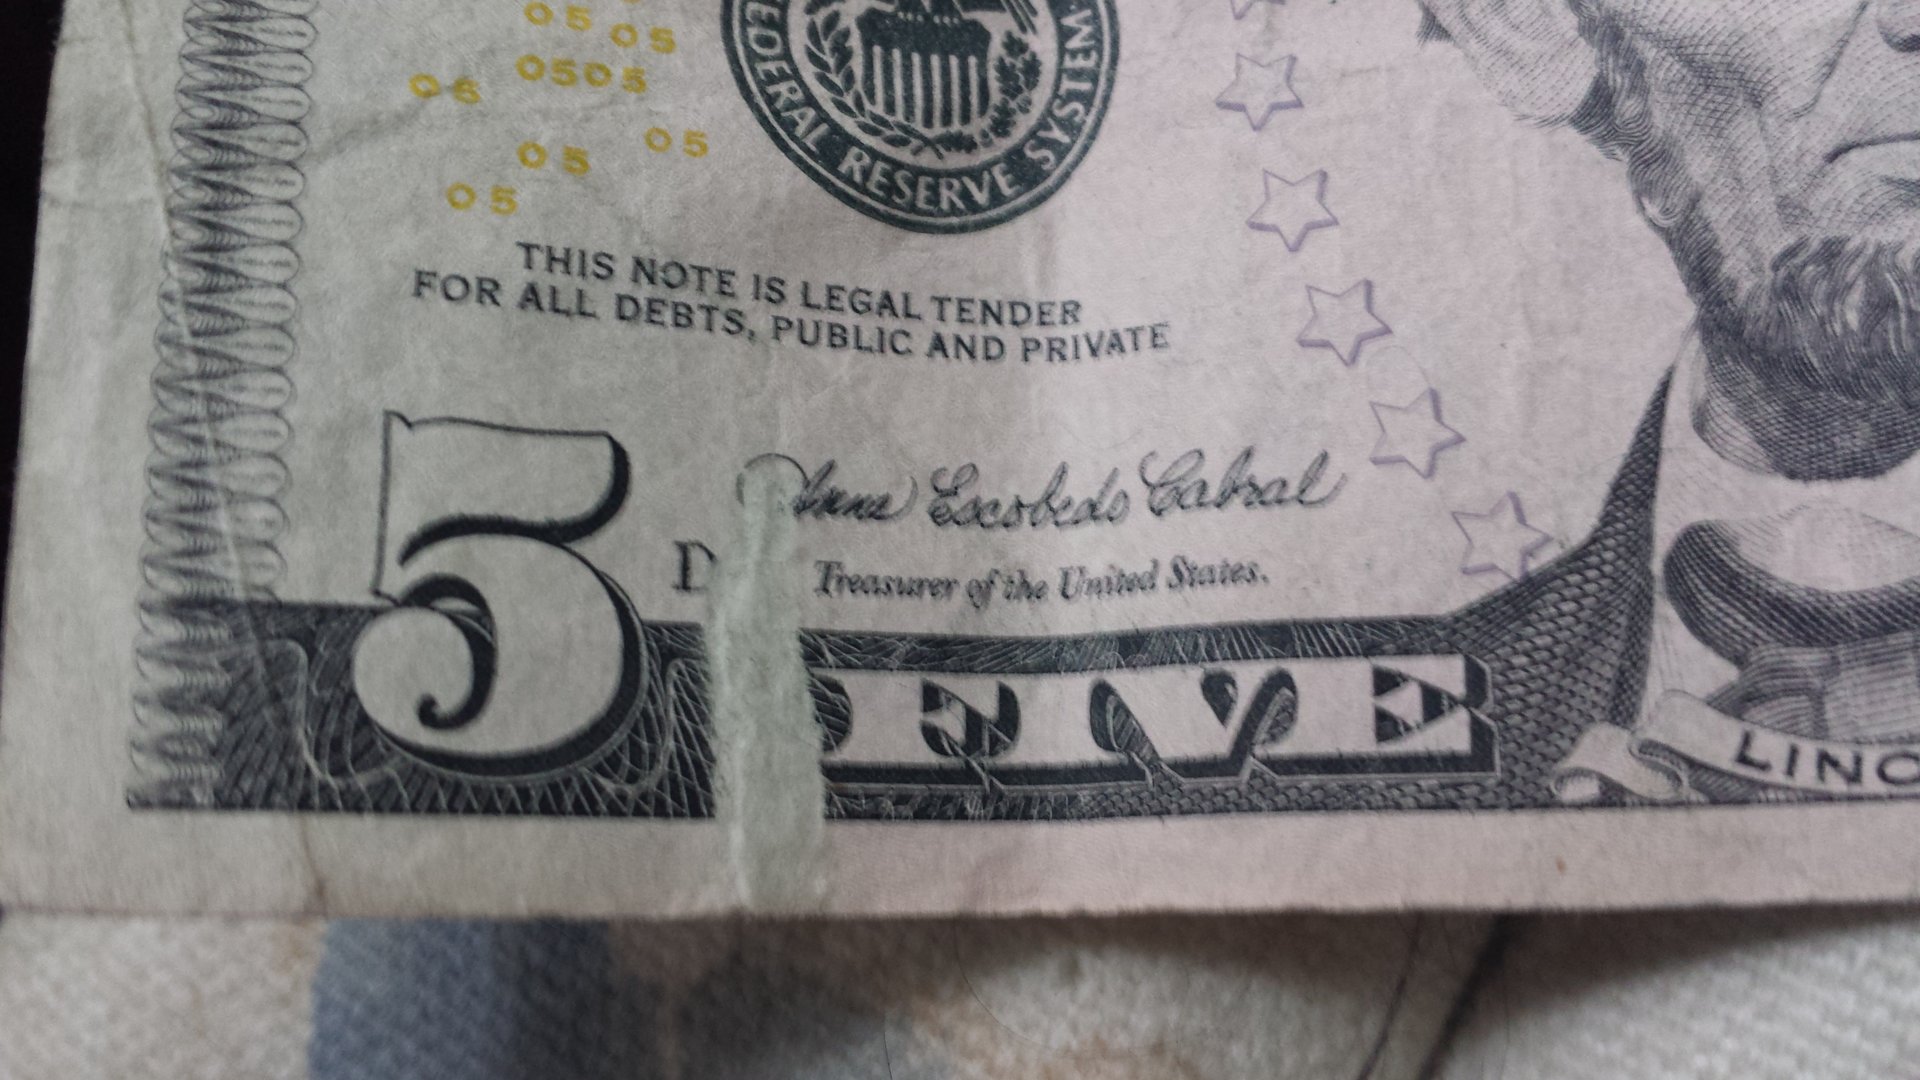 05 05
06 0505
05 05
05
FEDERAL RESERVE SYSTEM
THIS NOTE IS LEGAL TENDER
FOR ALL DEBTS, PUBLIC AND PRIVATE
5
Anna Escobedo Cabral
D
Treasurer of the United States.
FIVE
LINC